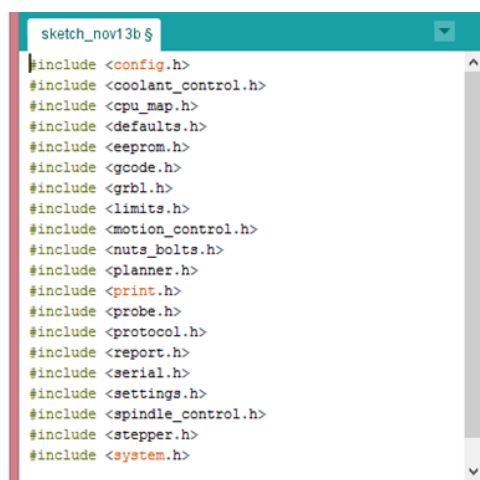 sketch_nov13b §
#include <config.h>
#include <coolant_control.h>
#include <cpu_map.h>
#include <defaults.h>
#include <eeprom.h>
#include <gcode.h>
#include <grbl.h>
#include <limits.h>
#include <motion_control.h>
#include <nuts_bolts.h>
#include <planner.h>
#include <print.h>
#include <probe.h>
#include <protocol.h>
#include <report.h>
#include <serial.h>
#include <settings.h>
#include <spindle_control.h>
#include <stepper.h>
#include <system.h>